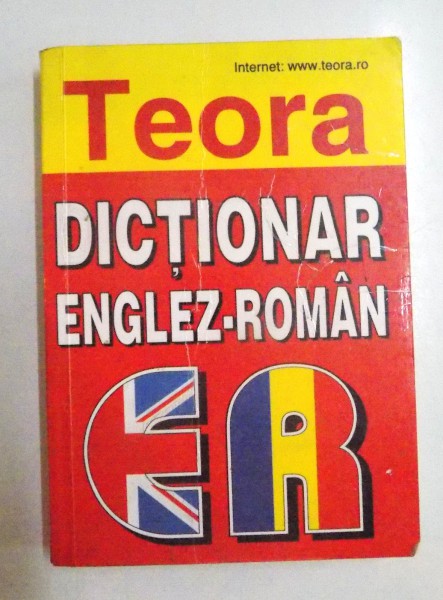 Internet: www.teora.ro
Teora
DICȚIONAR
ENGLEZ-ROMÂN
ER